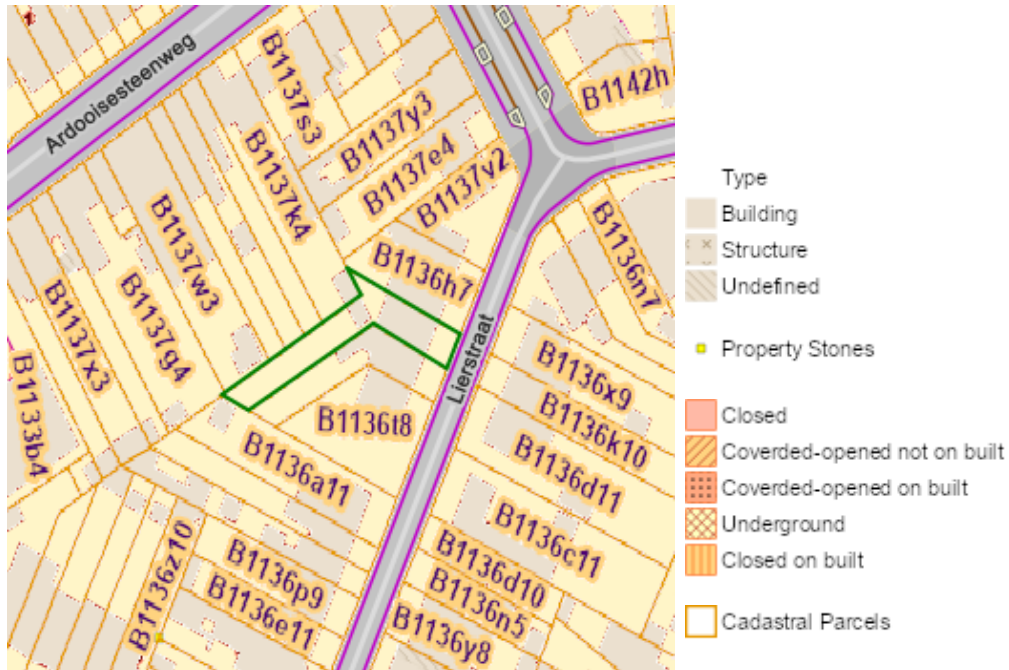 Ardooisesteenweg
B1137s3
B1142h
B1137y3
B1137e4
B1137v2
B1137k4
B1137w3
B1136h7
B1136n7
B1137g4
B1137x3
B1133b4
Lierstraat
B1136x9
B1136k10
B1136t8
B1136a11
B1136d11
B1136c11
B1136z10
B1136p9
B1136e11
B1136d10
B1136n5
B1136y8
Type
Building
Structure
Undefined
Property Stones
Closed
Coverded-opened not on built
Coverded-opened on built
Underground
Closed on built
Cadastral Parcels